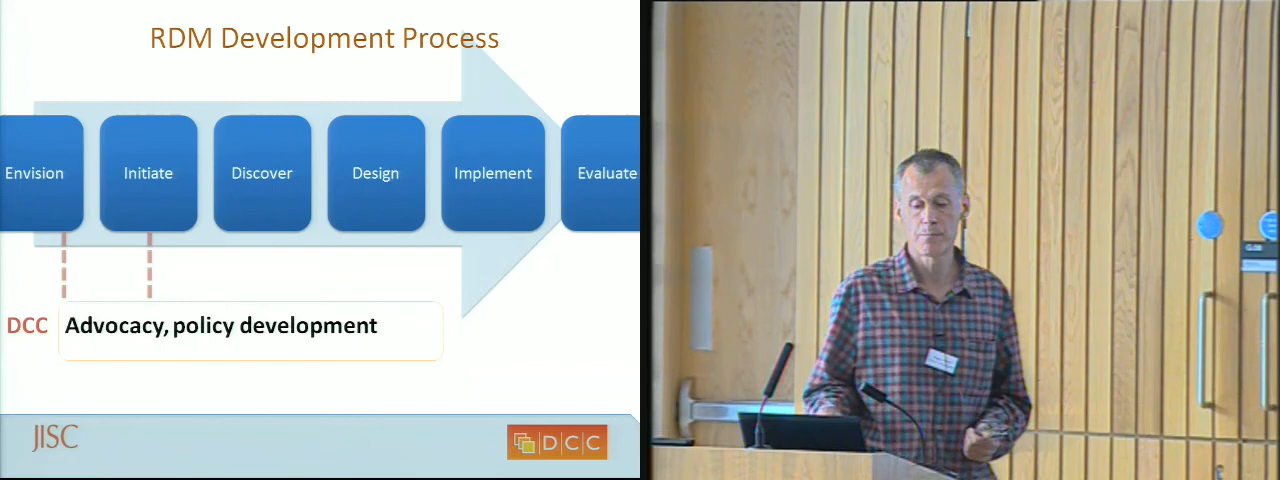 RDM Development Process
Envision
Initiate
Discover
Design
Implement
Evaluate
DCC
Advocacy, policy development
JISC
DCC